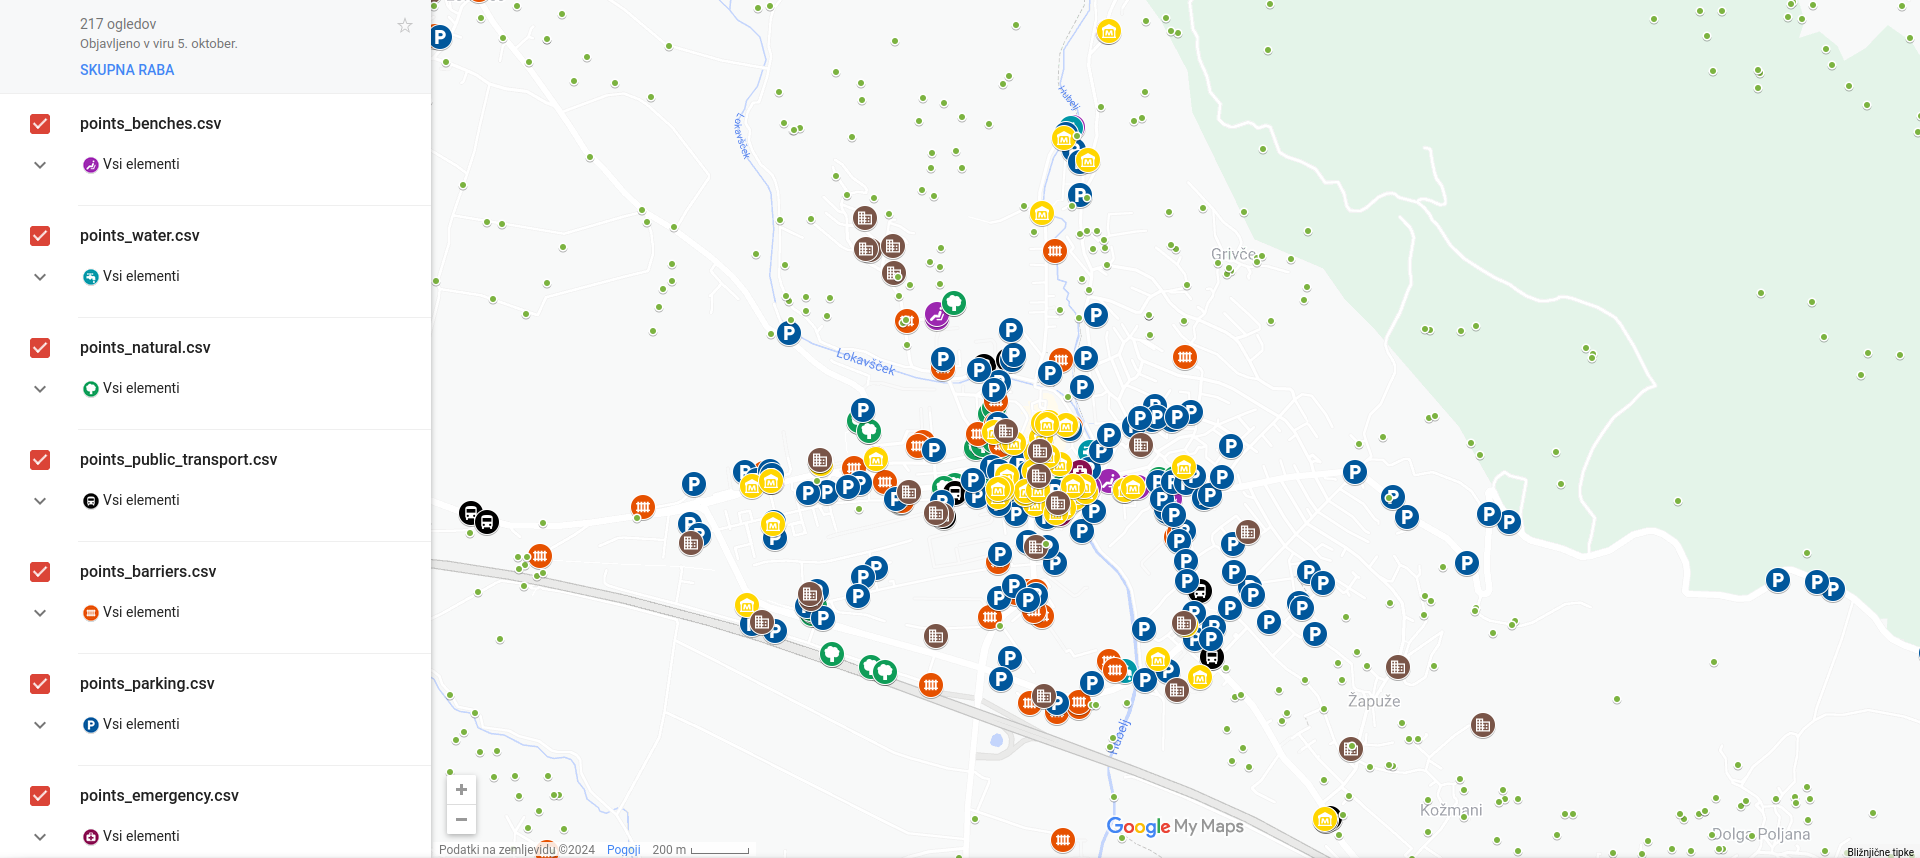 217 ogledov
Objavljeno v viru 5. oktober.
SKUPNA RABA
points_benches.csv
Vsi elementi
points_water.csv
Vsi elementi
points_natural.csv
Vsi elementi
points_public_transport.csv
Vsi elementi
points_barriers.csv
Vsi elementi
points_parking.csv
Vsi elementi
points_emergency.csv
Vsi elementi
Hubelj
Lokavšček
Grivče
Lokavšček
Žapuže
Hubelj
Kožmani
Dolga Poljana
Google My Maps
Podatki na zemljevidu ©2024 Pogoji 200 m
Bližnjične tipke